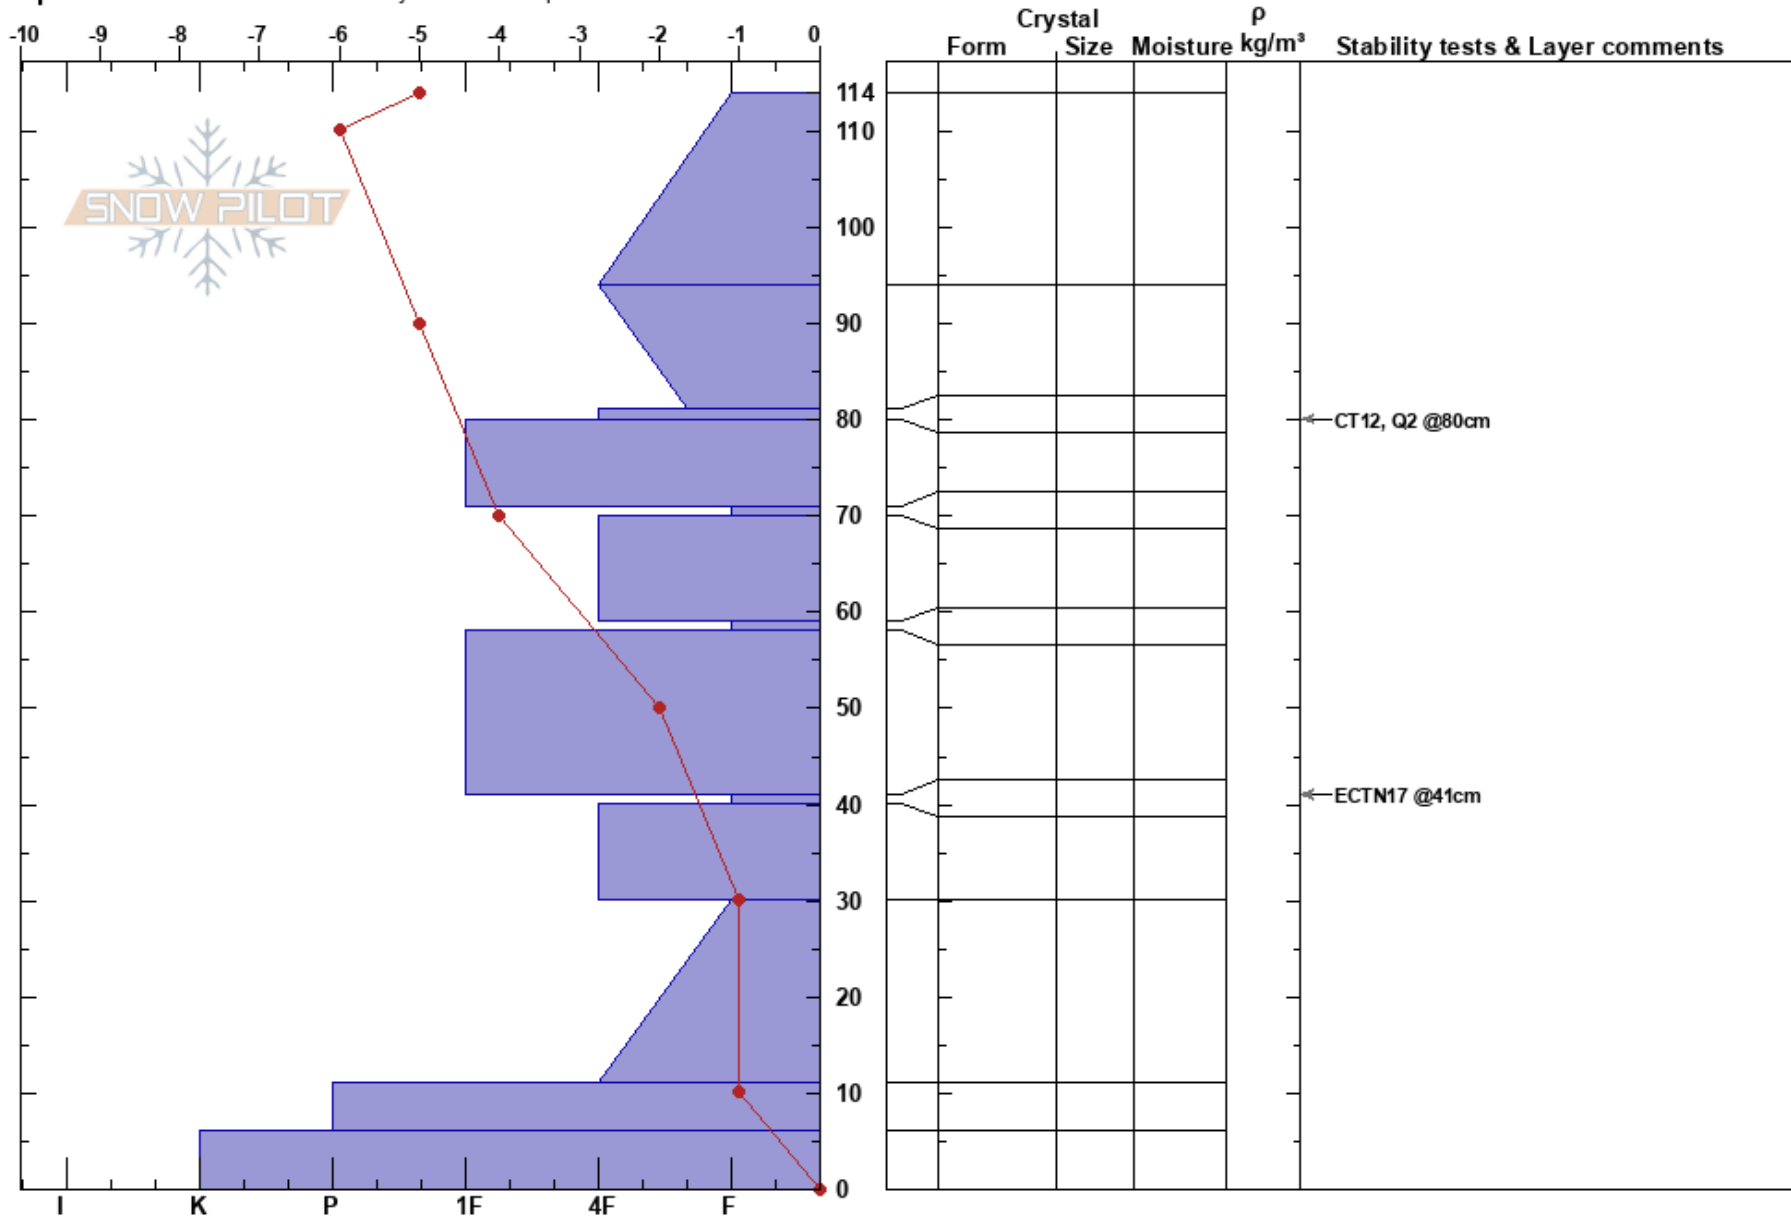 Crystal ρ
-10 -9 -8 -7 -6 -5 -4 -3 -2 -1 0 Form Size Moisture kg/m³ Stability tests & Layer comments
114
110
SNOW PILOT
100
90
80 CT12, Q2 @80cm
70
60
50
40 ECTN17 @41cm
30
20
10
0
I K P 1F 4F F